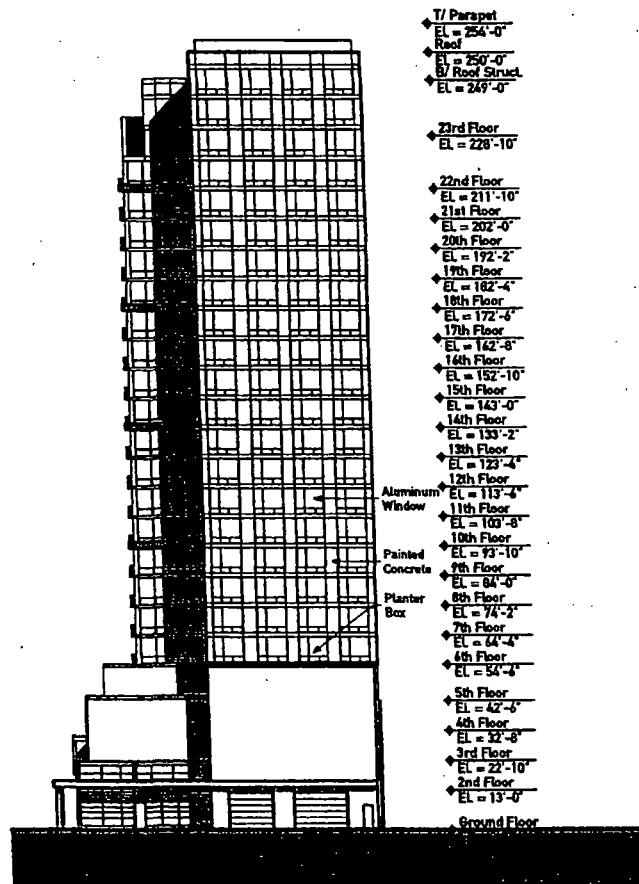 T/ Parapet
EL = 254'-0"
Roof
EL = 250'-0"
B/ Roof Struct.
EL = 249'-0"
23rd Floor
EL = 228'-10"
22nd Floor
EL = 211'-10"
21st Floor
EL = 202'-0"
20th Floor
EL = 192'-2"
19th Floor
EL = 182'-4"
18th Floor
EL = 172'-6"
17th Floor
EL = 162'-8"
16th Floor
EL = 152'-10"
15th Floor
EL = 143'-0"
14th Floor
EL = 133'-2"
13th Floor
EL = 123'-4"
12th Floor
EL = 113'-6"
11th Floor
EL = 103'-8"
10th Floor
EL = 93'-10"
9th Floor
EL = 84'-0"
8th Floor
EL = 74'-2"
7th Floor
EL = 64'-4"
6th Floor
EL = 54'-6"
5th Floor
EL = 42'-6"
4th Floor
EL = 32'-8"
3rd Floor
EL = 22'-10"
2nd Floor
EL = 13'-0"
Ground Floor
Aluminum
Window
Painted
Concrete
Planter
Box